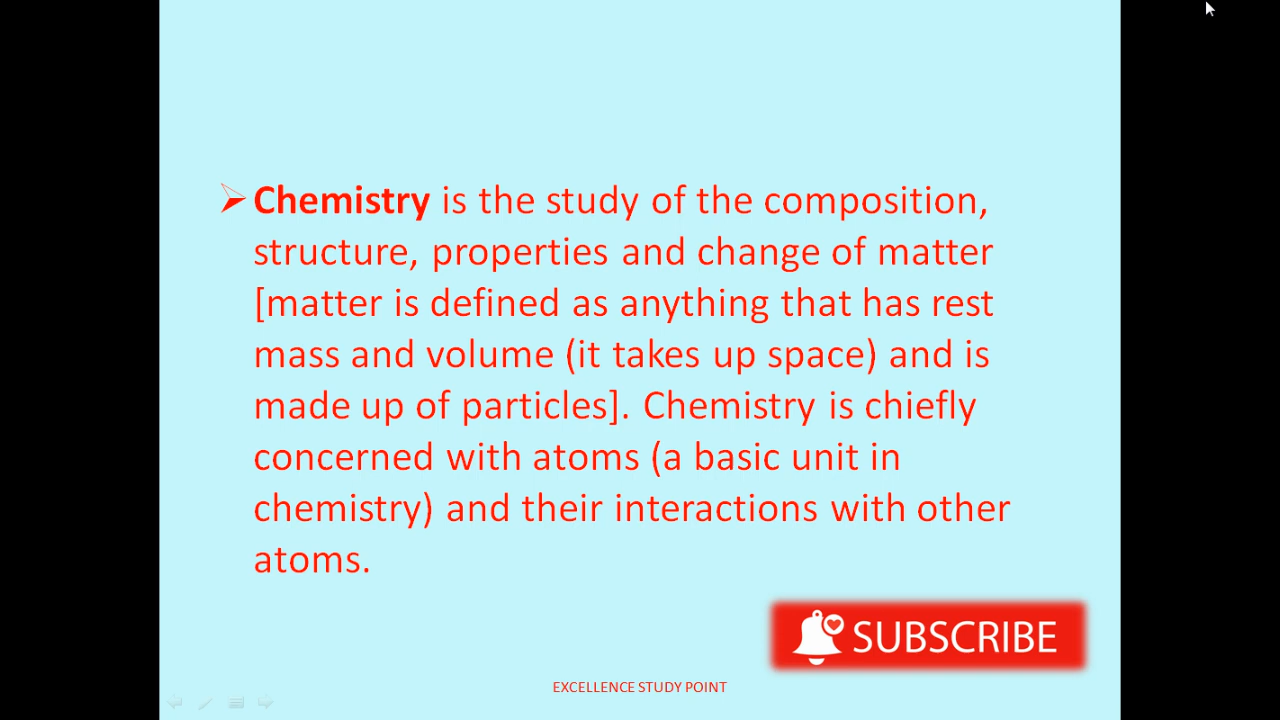 Chemistry is the study of the composition,
structure, properties and change of matter
[matter is defined as anything that has rest
mass and volume (it takes up space) and is
made up of particles]. Chemistry is chiefly
concerned with atoms (a basic unit in
chemistry) and their interactions with other
atoms.
SUBSCRIBE
EXCELLENCE STUDY POINT